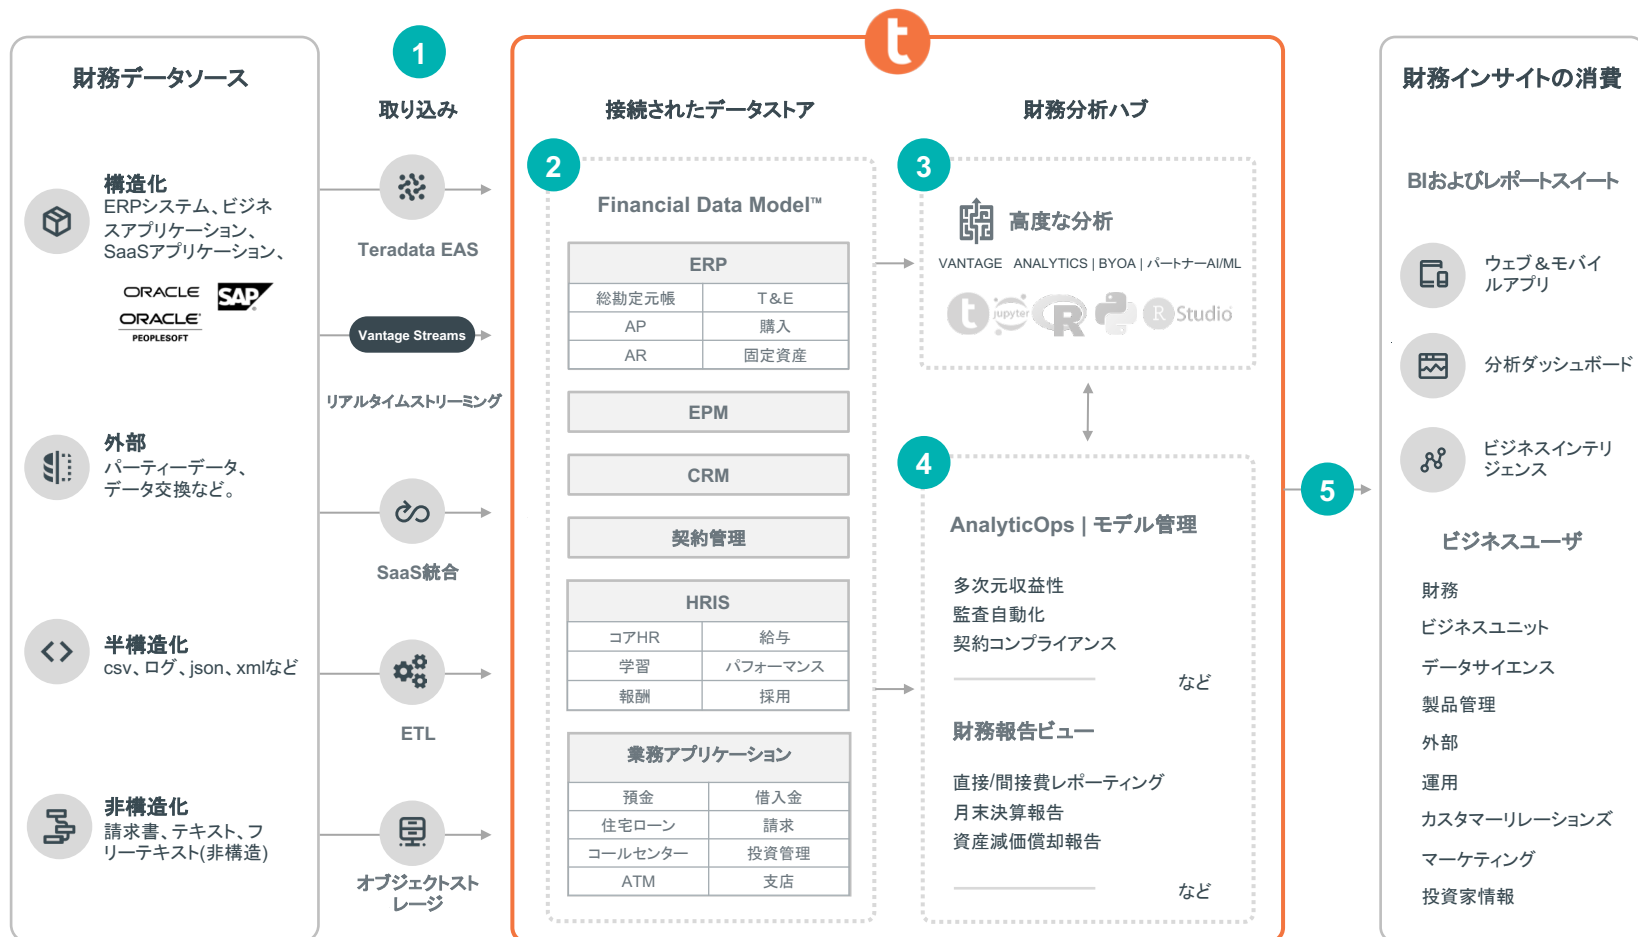 財務データソース
構造化
ERPシステム、ビジネ
スアプリケーション、
SaaSアプリケーション、
ORACLE
SAP
ORACLE
PEOPLESOFT
外部
パーティーデータ、
データ交換など。
半構造化
csv、ログ、json、xmlなど
非構造化
請求書、テキスト、フ
リーテキスト(非構造)
1
取り込み
Teradata EAS
Vantage Streams
リアルタイムストリーミング
SaaS統合
ETL
オブジェクトスト
レージ
t
接続されたデータストア
2
Financial Data Model™
ERP
総勘定元帳 T&E
AP 購入
AR 固定資産
EPM
CRM
契約管理
HRIS
コアHR 給与
学習 パフォーマンス
報酬 採用
業務アプリケーション
預金 借入金
住宅ローン 請求
コールセンター 投資管理
ATM 支店
財務分析ハブ
3
高度な分析
VANTAGE ANALYTICS | BYOA | パートナーAI/ML
t jupyter R R Studio
4
AnalyticOps | モデル管理
多次元収益性
監査自動化
契約コンプライアンス
など
財務報告ビュー
直接/間接費レポーティング
月末決算報告
資産減価償却報告
など
5
財務インサイトの消費
BIおよびレポートスイート
ウェブ&モバイ
ルアプリ
分析ダッシュボード
ビジネスインテリ
ジェンス
ビジネスユーザ
財務
ビジネスユニット
データサイエンス
製品管理
外部
運用
カスタマーリレーションズ
マーケティング
投資家情報